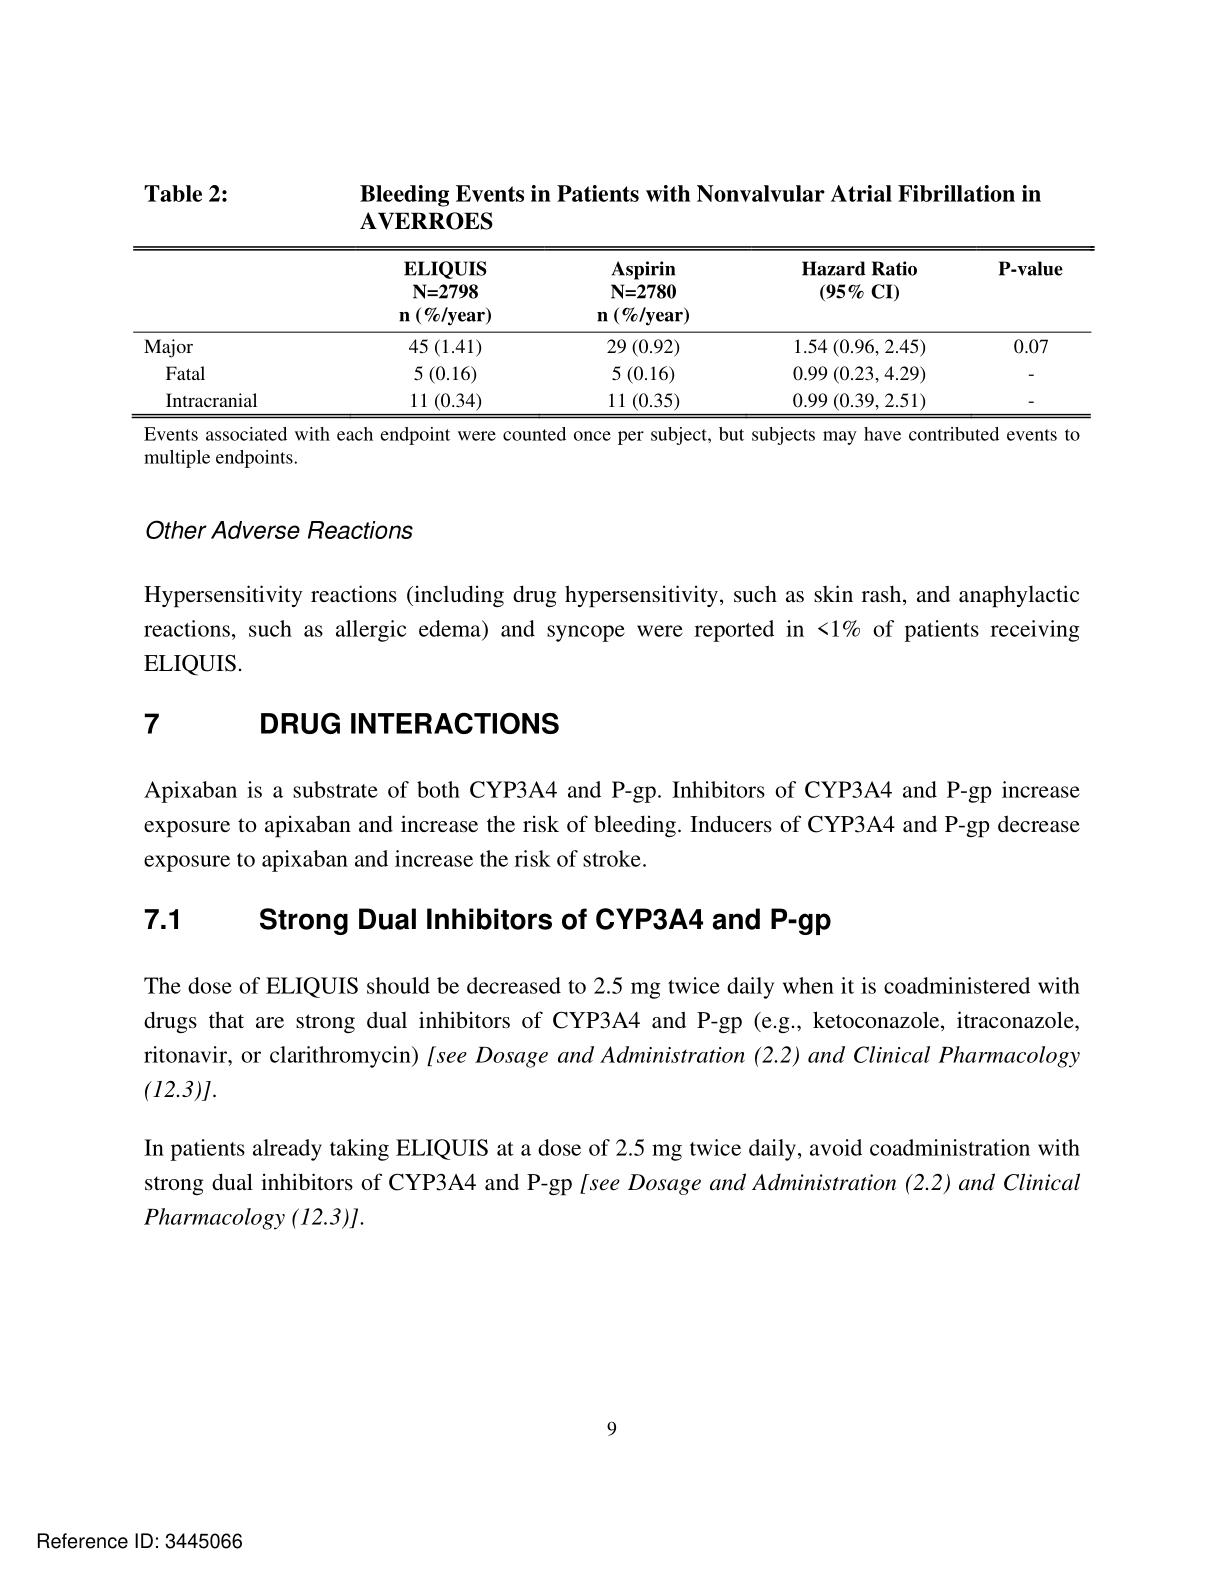 Table 2: Bleeding Events in Patients with Nonvalvular Atrial Fibrillation in
AVERROES
ELIQUIS Aspirin Hazard Ratio P-value
N=2798 N=2780 (95% CI)
n (%/year) n (%/year)
Major 45 (1.41) 29 (0.92) 1.54 (0.96, 2.45) 0.07
Fatal 5 (0.16) 5 (0.16) 0.99 (0.23, 4.29) -
Intracranial 11 (0.34) 11 (0.35) 0.99 (0.39, 2.51) -
Events associated with each endpoint were counted once per subject, but subjects may have contributed events to
multiple endpoints.
Other Adverse Reactions
Hypersensitivity reactions (including drug hypersensitivity, such as skin rash, and anaphylactic
reactions, such as allergic edema) and syncope were reported in <1% of patients receiving
ELIQUIS.
7 DRUG INTERACTIONS
Apixaban is a substrate of both CYP3A4 and P-gp. Inhibitors of CYP3A4 and P-gp increase
exposure to apixaban and increase the risk of bleeding. Inducers of CYP3A4 and P-gp decrease
exposure to apixaban and increase the risk of stroke.
7.1 Strong Dual Inhibitors of CYP3A4 and P-gp
The dose of ELIQUIS should be decreased to 2.5 mg twice daily when it is coadministered with
drugs that are strong dual inhibitors of CYP3A4 and P-gp (e.g., ketoconazole, itraconazole,
ritonavir, or clarithromycin) [see Dosage and Administration (2.2) and Clinical Pharmacology
(12.3)].
In patients already taking ELIQUIS at a dose of 2.5 mg twice daily, avoid coadministration with
strong dual inhibitors of CYP3A4 and P-gp [see Dosage and Administration (2.2) and Clinical
Pharmacology (12.3)].
9
Reference ID: 3445066